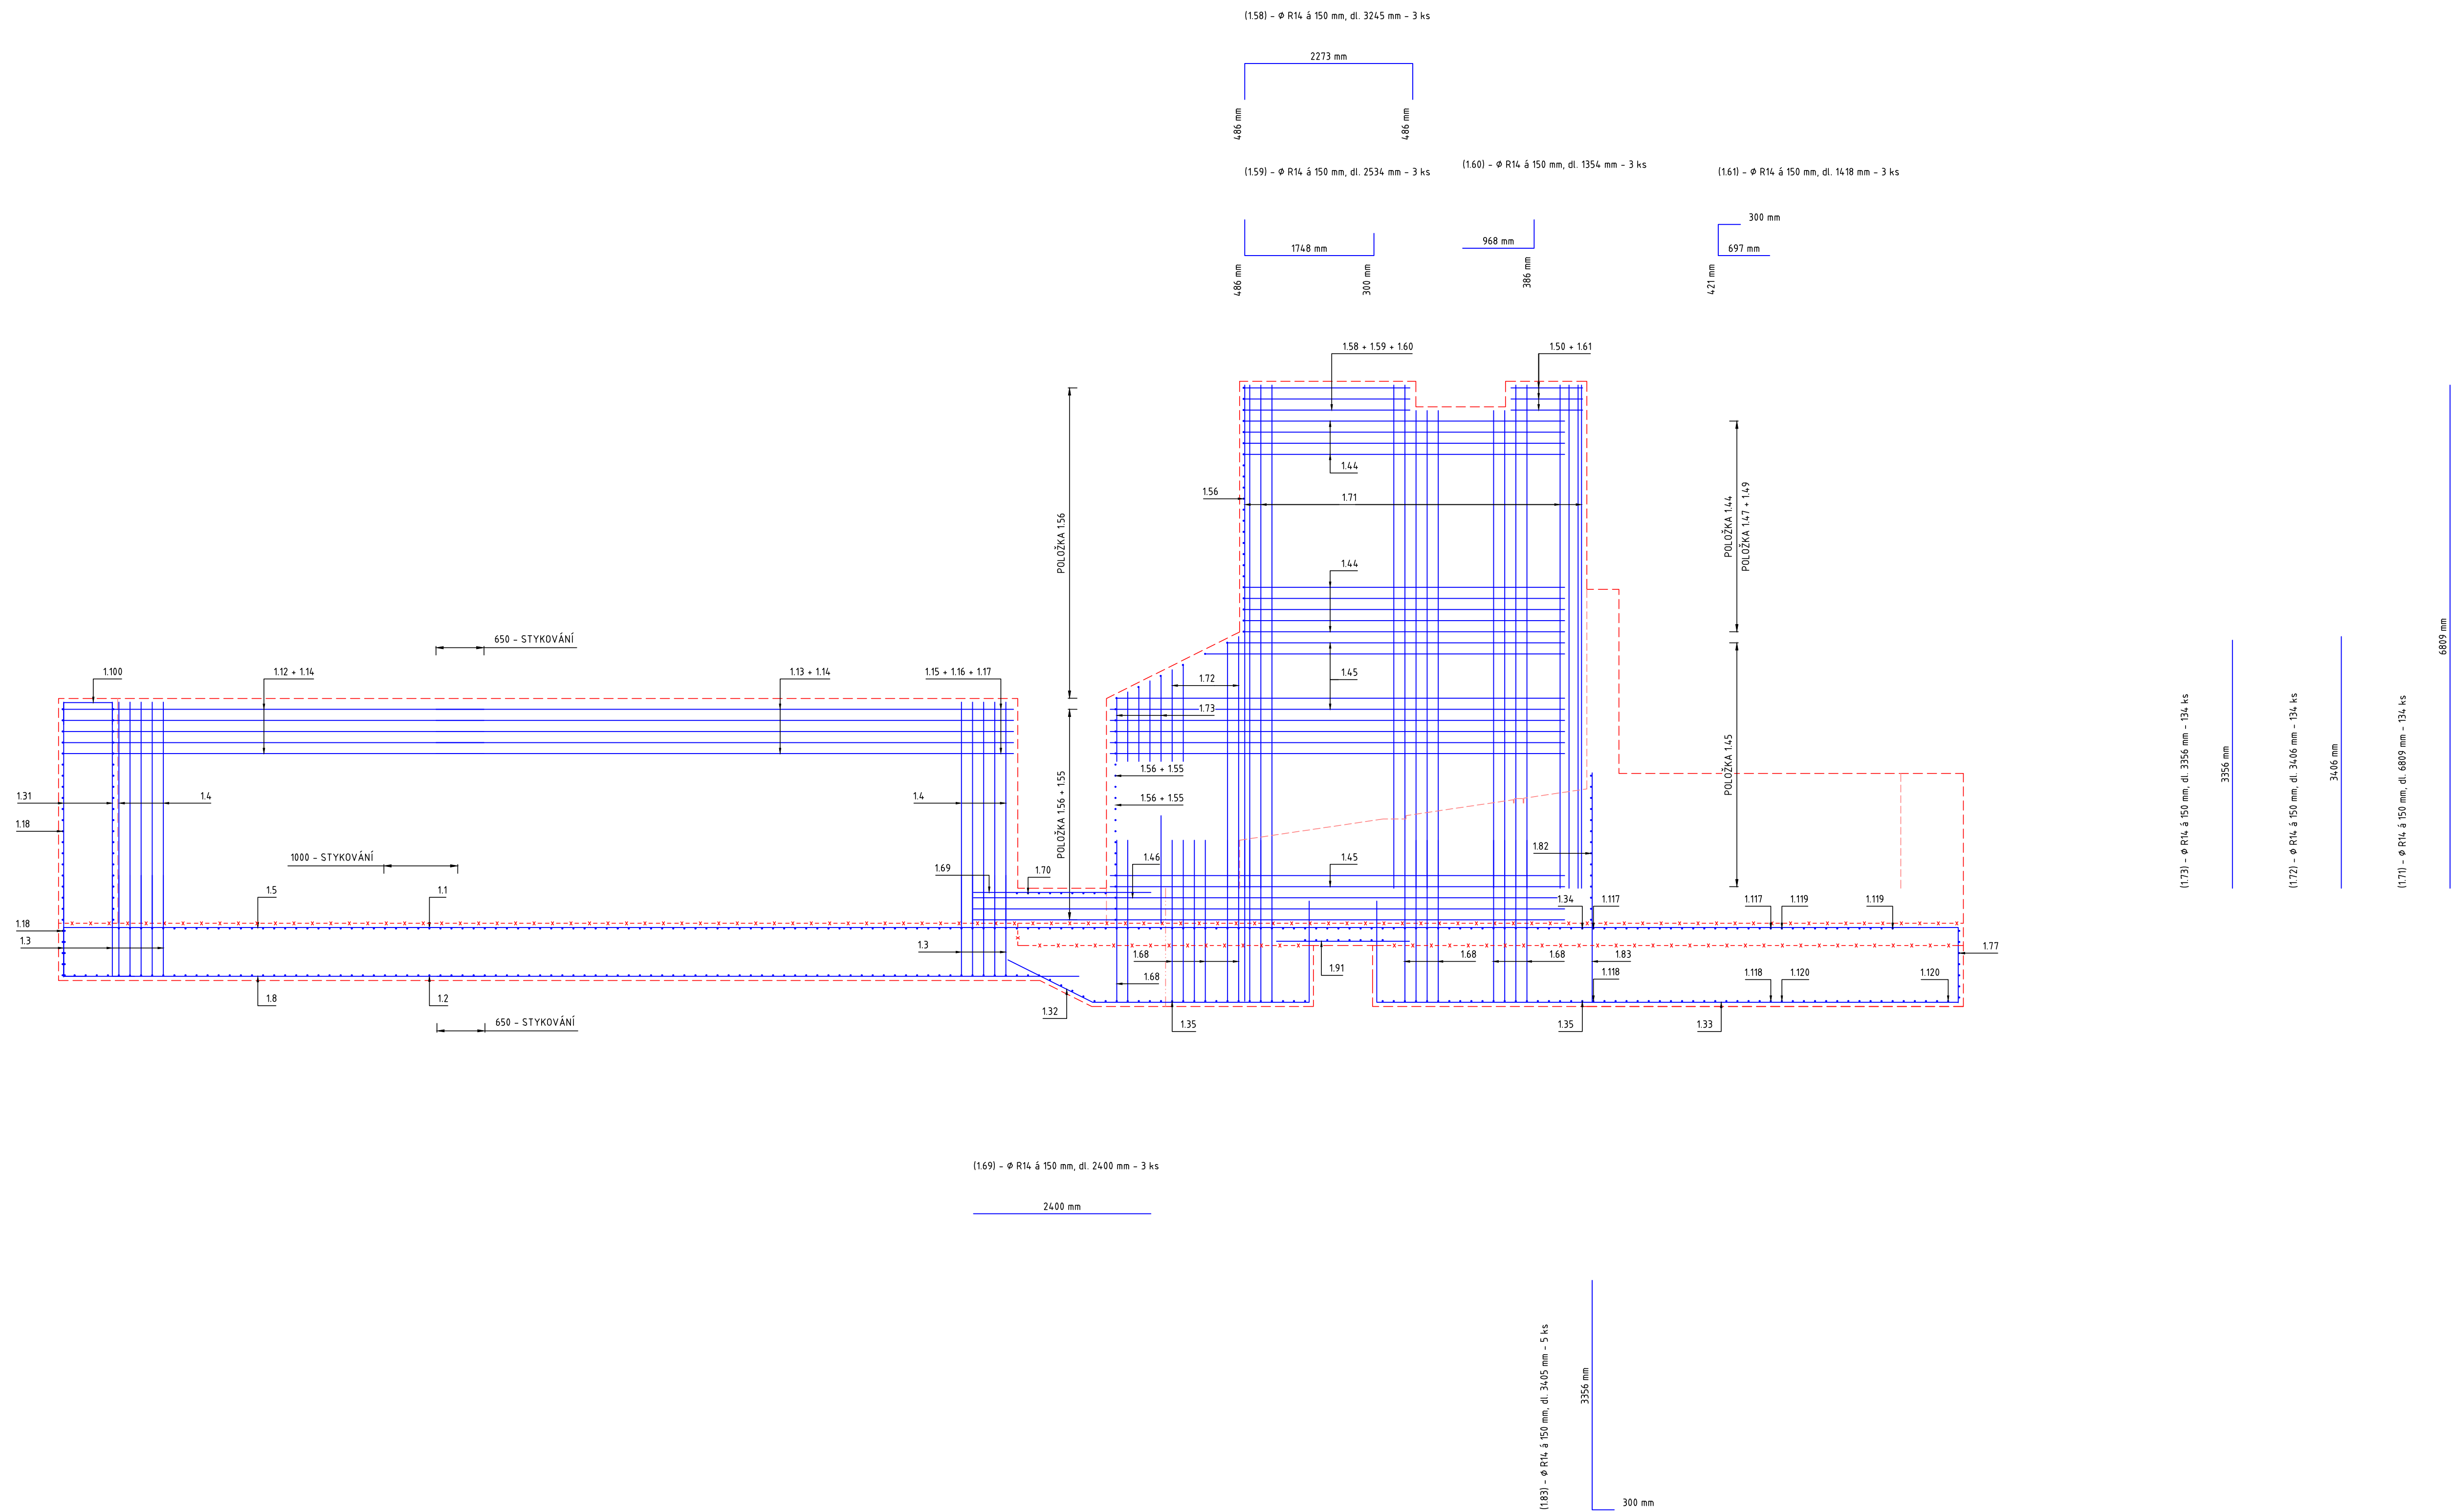 (1.58) - Ø R14 á 150 mm, dl. 3245 mm - 3 ks
2273 mm
486 mm
486 mm
(1.59) - Ø R14 á 150 mm, dl. 2534 mm - 3 ks
(1.60) - Ø R14 á 150 mm, dl. 1354 mm - 3 ks
(1.61) - Ø R14 á 150 mm, dl. 1418 mm - 3 ks
300 mm
1748 mm
968 mm
697 mm
486 mm
300 mm
386 mm
421 mm
1.58 + 1.59 + 1.60
1.50 + 1.61
1.44
1.56
1.71
POLOŽKA 1.56
POLOŽKA 1.44
POLOŽKA 1.47 + 1.49
1.44
650 - STYKOVÁNÍ
6809 mm
1.100
1.12 + 1.14
1.13 + 1.14
1.15 + 1.16 + 1.17
1.72
1.45
1.73
1.56 + 1.55
1.56 + 1.55
POLOŽKA 1.56 + 1.55
POLOŽKA 1.45
(1.73) - Ø R14 á 150 mm, dl. 3356 mm - 134 ks
3356 mm
(1.72) - Ø R14 á 150 mm, dl. 3406 mm - 134 ks
3406 mm
(1.71) - Ø R14 á 150 mm, dl. 6809 mm - 134 ks
1.31
1.4
1.4
1.18
1000 - STYKOVÁNÍ
1.82
1.46
1.45
1.69
1.70
1.5
1.1
1.34
1.117
1.117
1.119
1.119
1.18
1.3
1.3
1.68
1.91
1.68
1.68
1.83
1.77
1.68
1.118
1.118
1.120
1.120
1.8
1.2
1.32
1.35
1.35
1.33
650 - STYKOVÁNÍ
(1.69) - Ø R14 á 150 mm, dl. 2400 mm - 3 ks
2400 mm
(1.83) - Ø R14 á 150 mm, dl. 3405 mm - 5 ks
3356 mm
300 mm